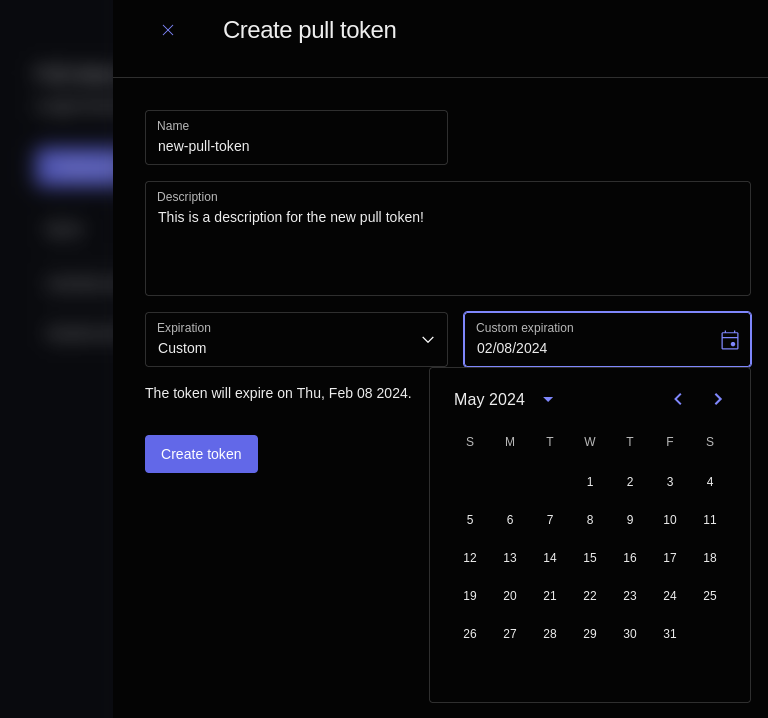 Create pull token
Name
new-pull-token
Description
This is a description for the new pull token!
Expiration
Custom
Custom expiration
02/08/2024
The token will expire on Thu, Feb 08 2024.
Create token
May 2024
S M T W T F S
1 2 3 4
5 6 7 8 9 10 11
12 13 14 15 16 17 18
19 20 21 22 23 24 25
26 27 28 29 30 31